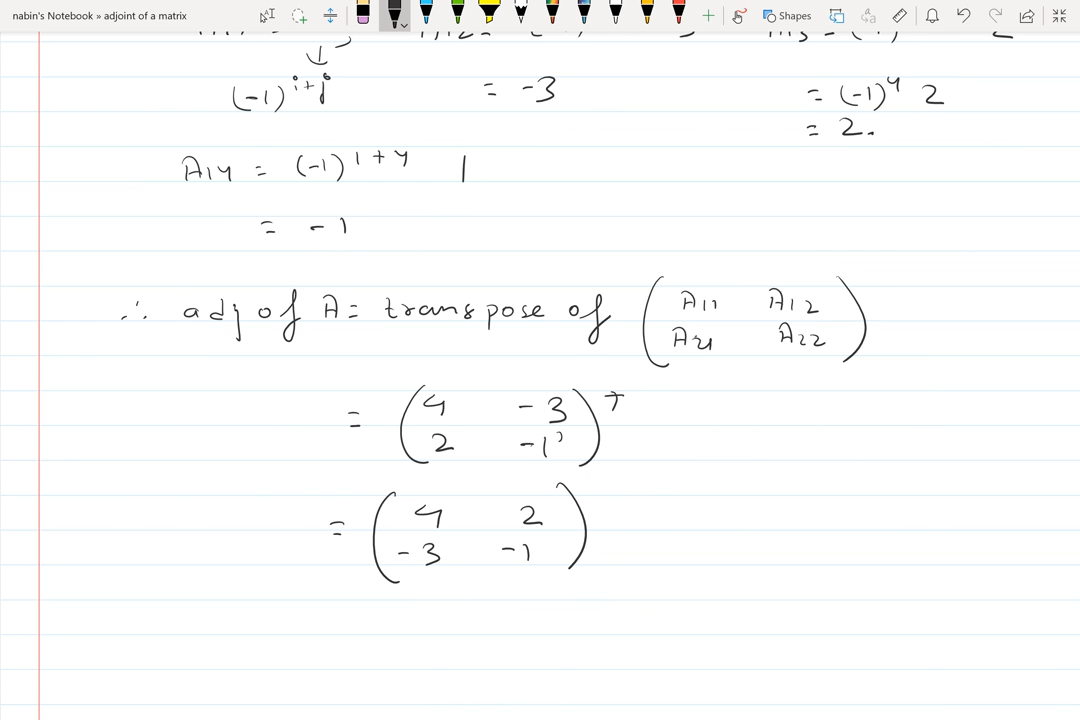 nabin's Notebook » adjoint of a matrix
Shapes
(-1)^{i+j}
= -3
= (-1)^4 2
= 2.
A14 = (-1)^{1+4} 1
= -1
∴ adj of A = transpose of (A11 A12
A21 A22)
= (4 -3
2 -1)^T
= (4 2
-3 -1)